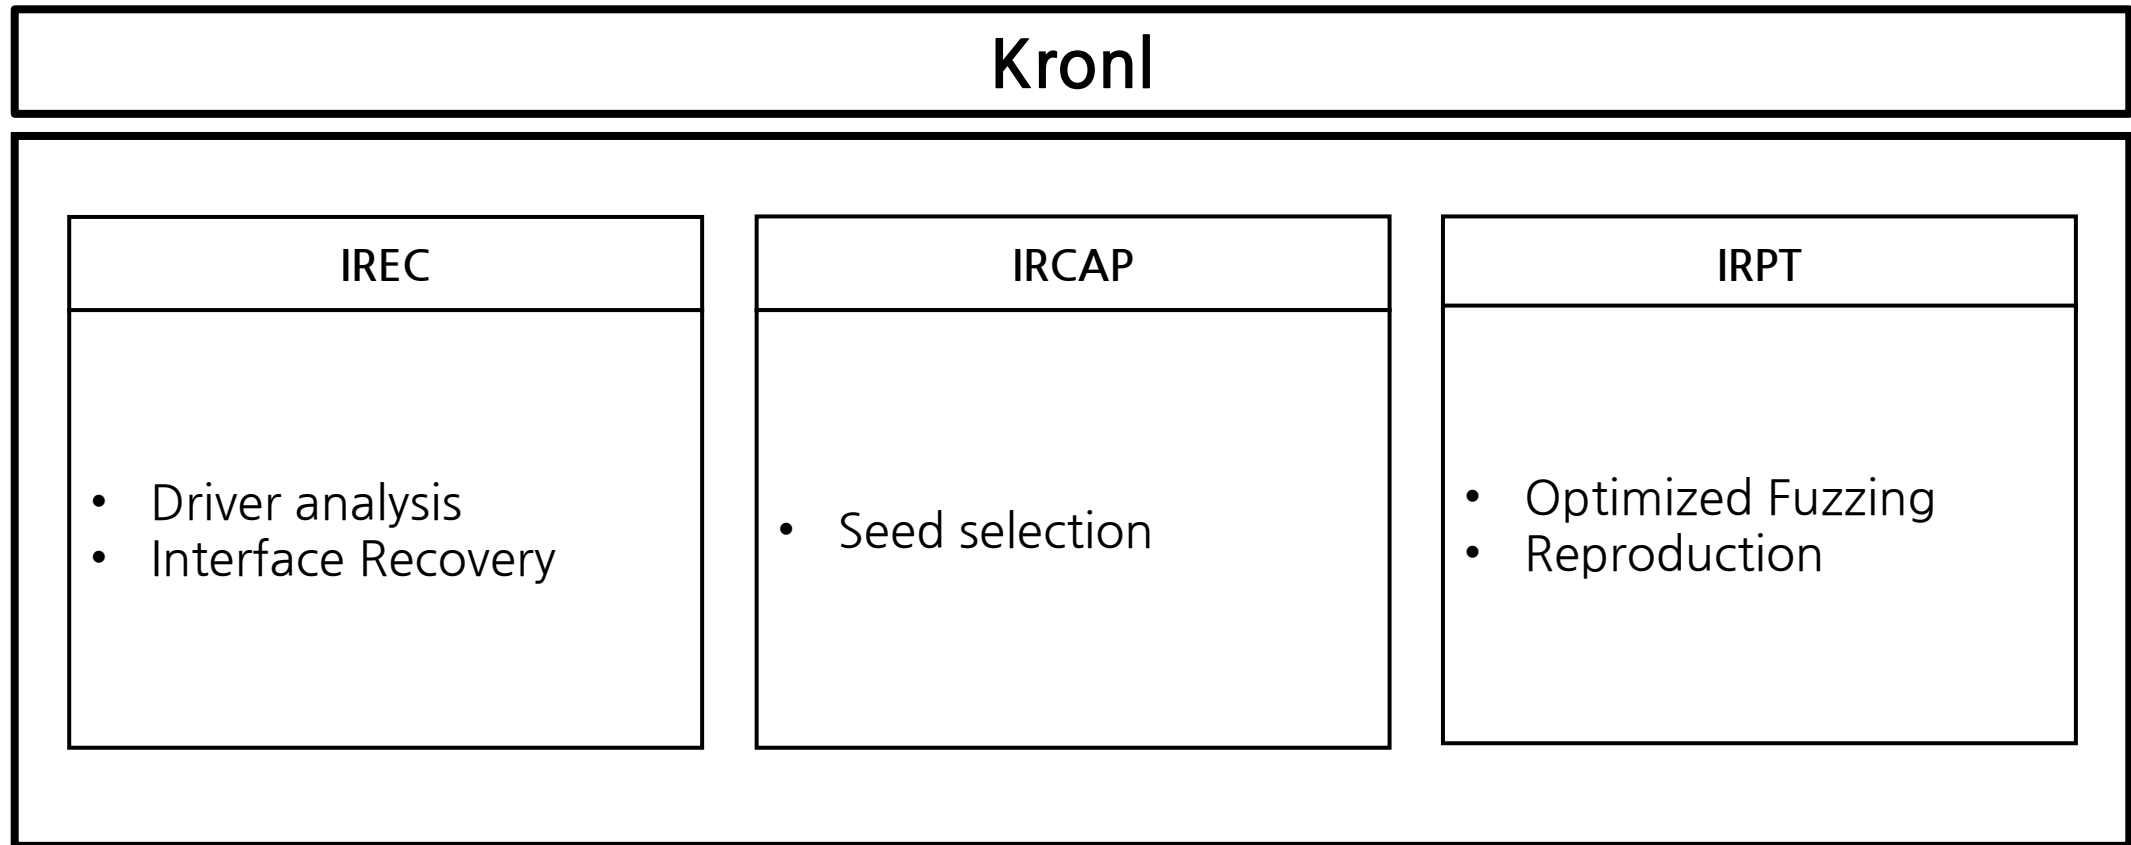 Kronl
IREC
• Driver analysis
• Interface Recovery
IRCAP
• Seed selection
IRPT
• Optimized Fuzzing
• Reproduction